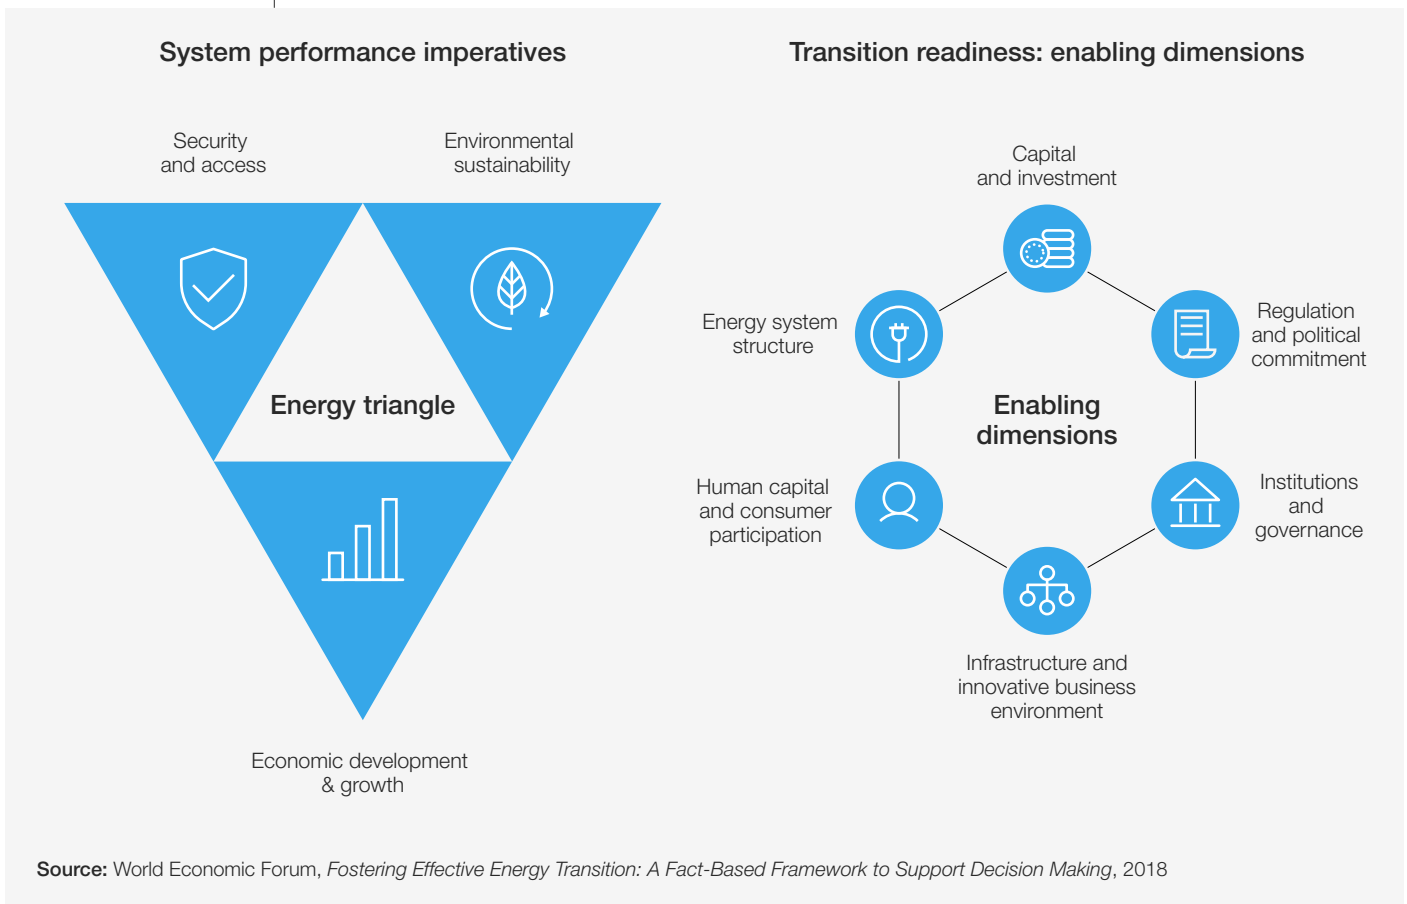 System performance imperatives
Security
and access
Environmental
sustainability
Energy triangle
Economic development
& growth
Transition readiness: enabling dimensions
Capital
and investment
Energy system
structure
Regulation
and political
commitment
Enabling
dimensions
Human capital
and consumer
participation
Institutions
and
governance
Infrastructure and
innovative business
environment
Source: World Economic Forum, Fostering Effective Energy Transition: A Fact-Based Framework to Support Decision Making, 2018